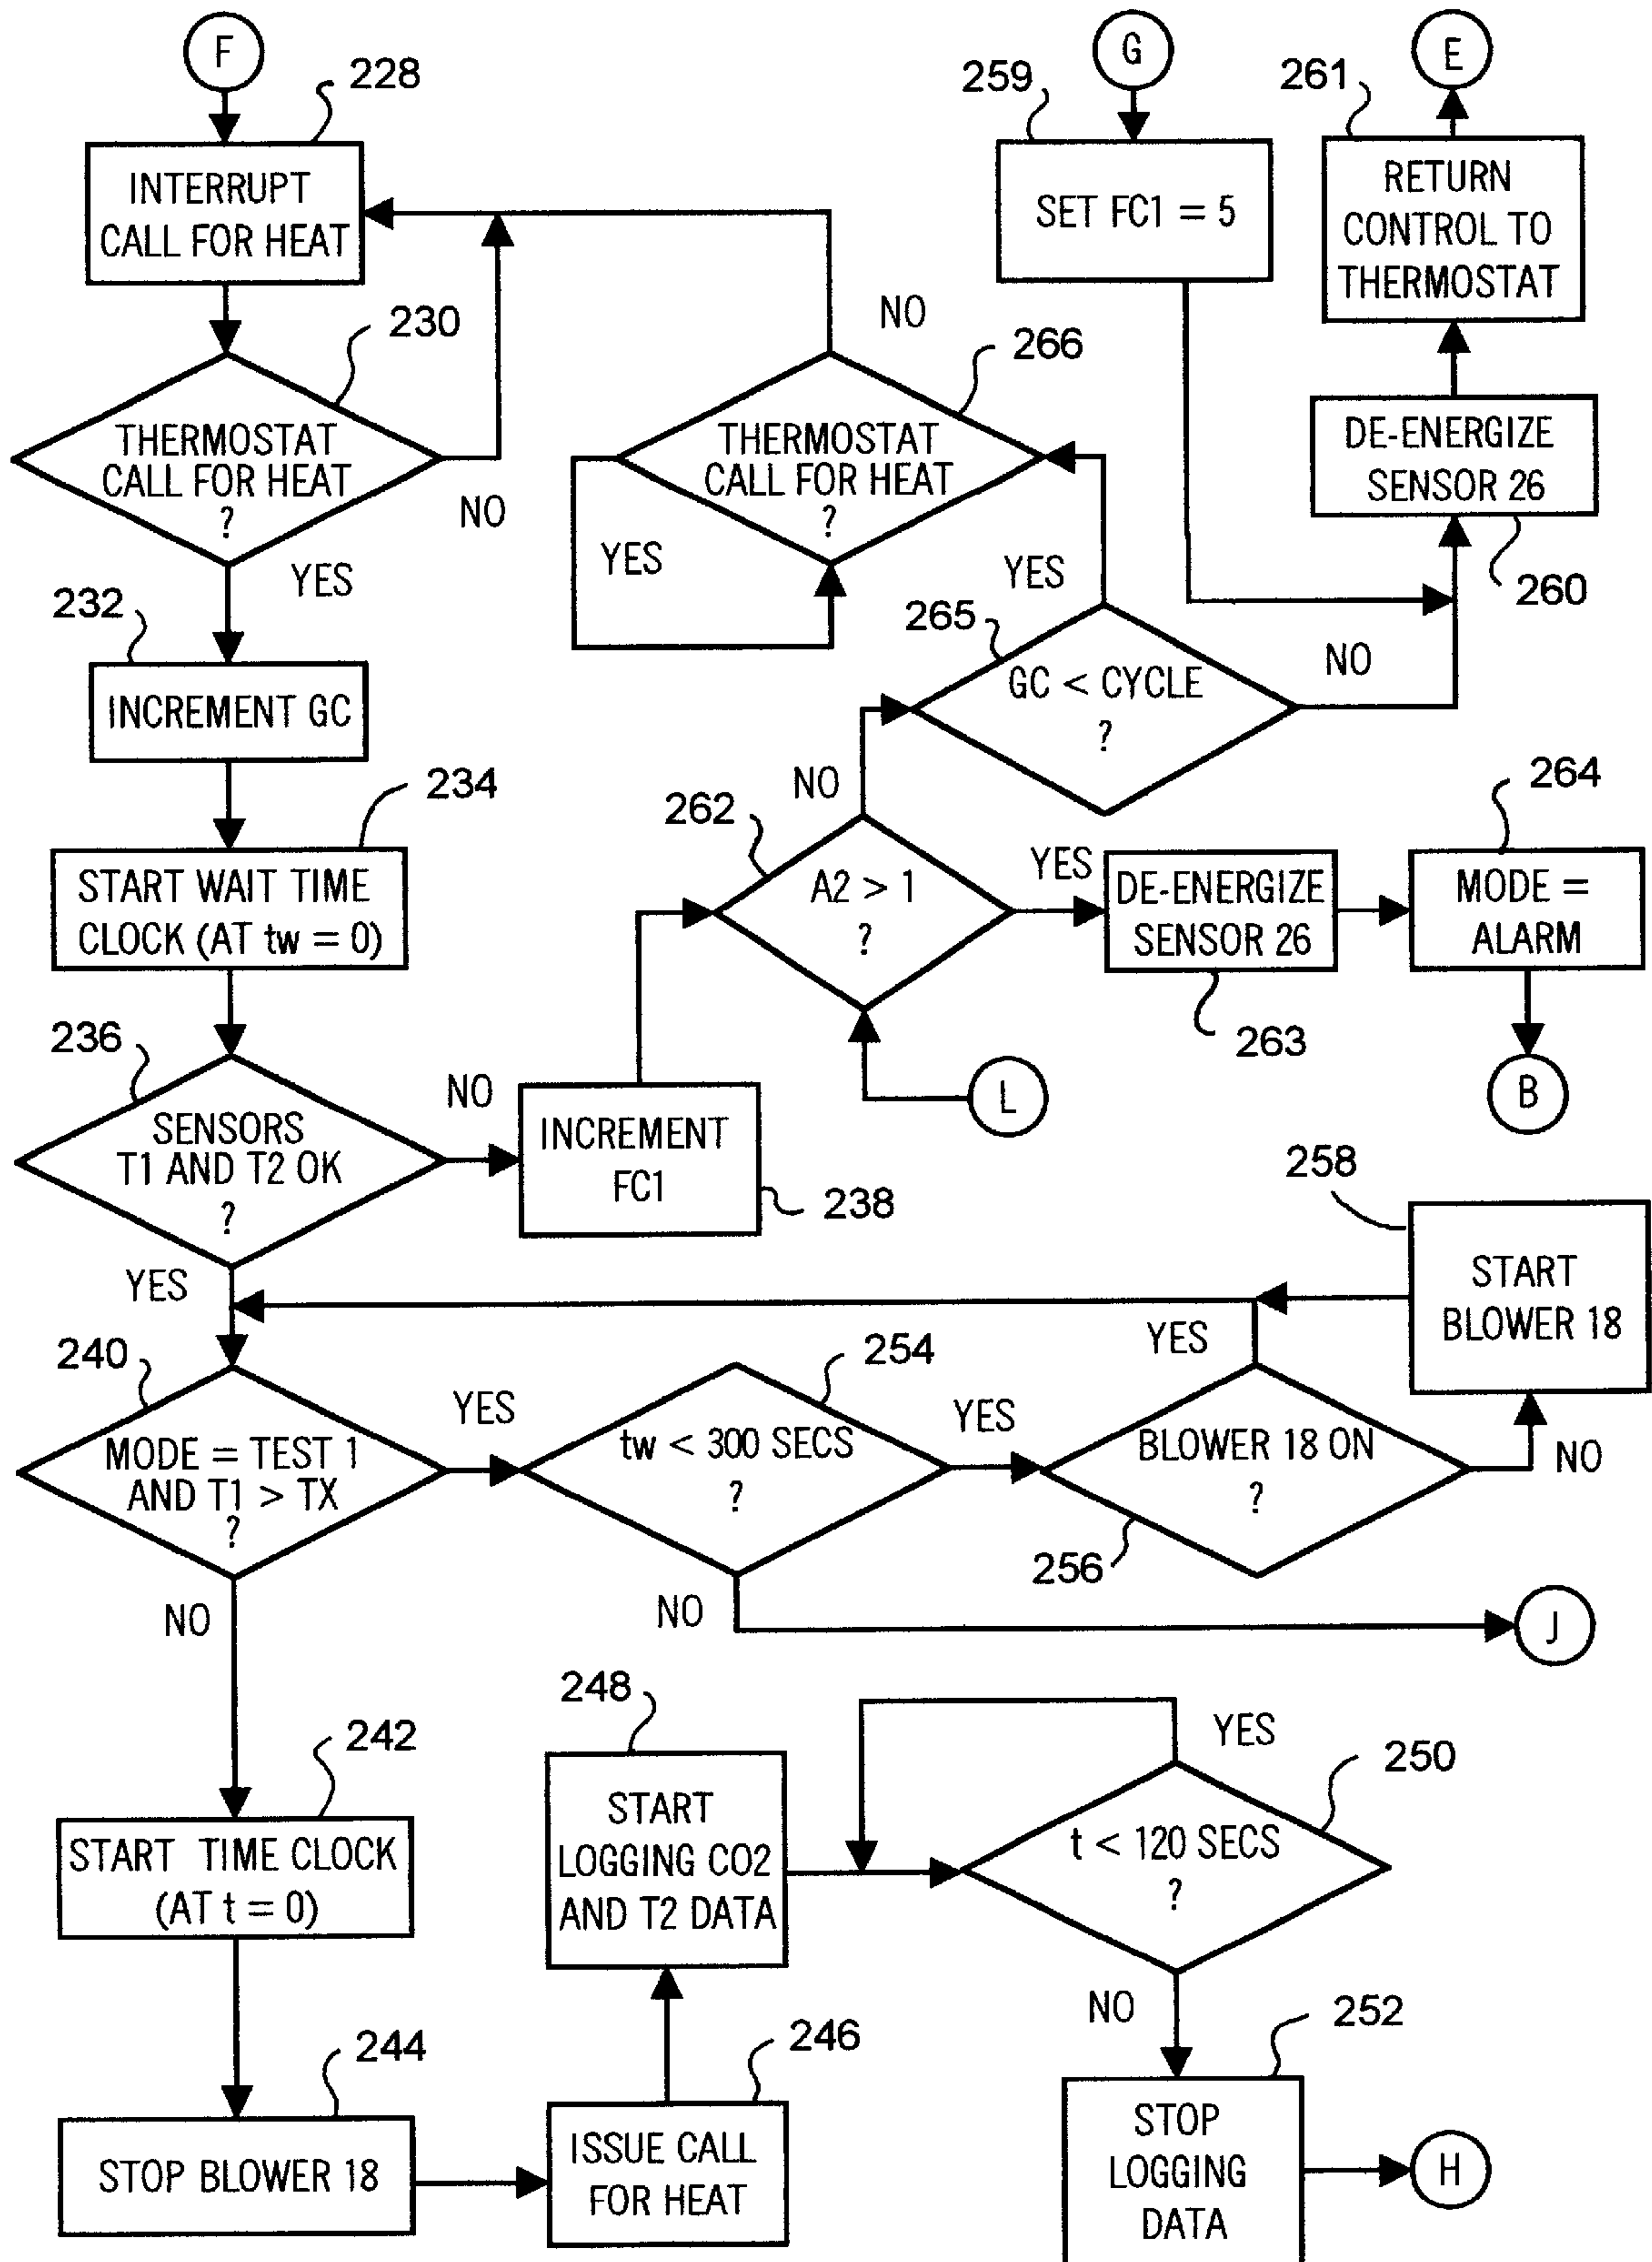 F
228
INTERRUPT
CALL FOR HEAT
230
THERMOSTAT
CALL FOR HEAT
?
NO
YES
232
INCREMENT GC
234
START WAIT TIME
CLOCK (AT tw = 0)
236
SENSORS
T1 AND T2 OK
?
NO
YES
INCREMENT
FC1
238
G
259
SET FC1 = 5
E
261
RETURN
CONTROL TO
THERMOSTAT
DE-ENERGIZE
SENSOR 26
260
NO
266
THERMOSTAT
CALL FOR HEAT
?
YES
YES
265
GC < CYCLE
?
NO
NO
262
A2 > 1
?
YES
DE-ENERGIZE
SENSOR 26
263
264
MODE =
ALARM
L
B
258
START
BLOWER 18
240
MODE = TEST 1
AND T1 > TX
?
YES
NO
254
tw < 300 SECS
?
YES
NO
YES
BLOWER 18 ON
?
256
NO
J
242
START TIME CLOCK
(AT t = 0)
244
STOP BLOWER 18
246
ISSUE CALL
FOR HEAT
248
START
LOGGING CO2
AND T2 DATA
YES
250
t < 120 SECS
?
NO
252
STOP
LOGGING
DATA
H